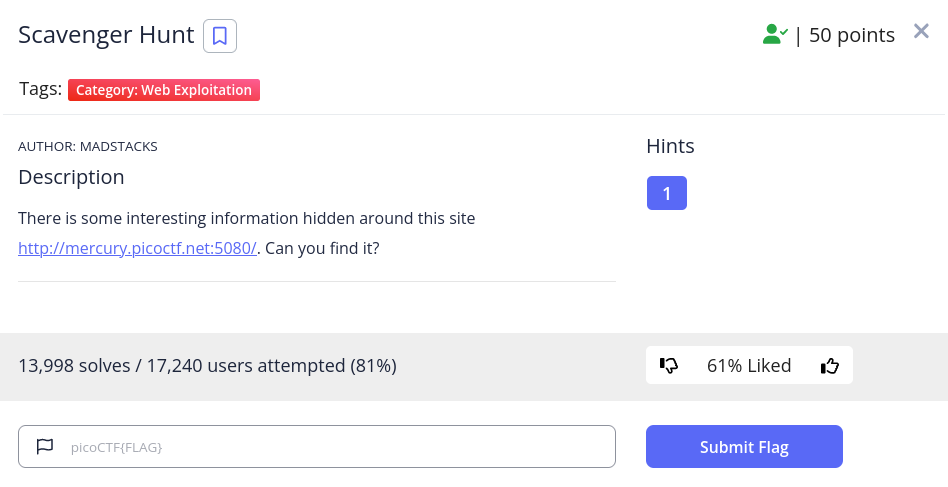 Scavenger Hunt
| 50 points
Tags: Category: Web Exploitation
AUTHOR: MADSTACKS
Description
There is some interesting information hidden around this site
http://mercury.picoctf.net:5080/. Can you find it?
Hints
1
13,998 solves / 17,240 users attempted (81%)
61% Liked
picoCTF{FLAG}
Submit Flag